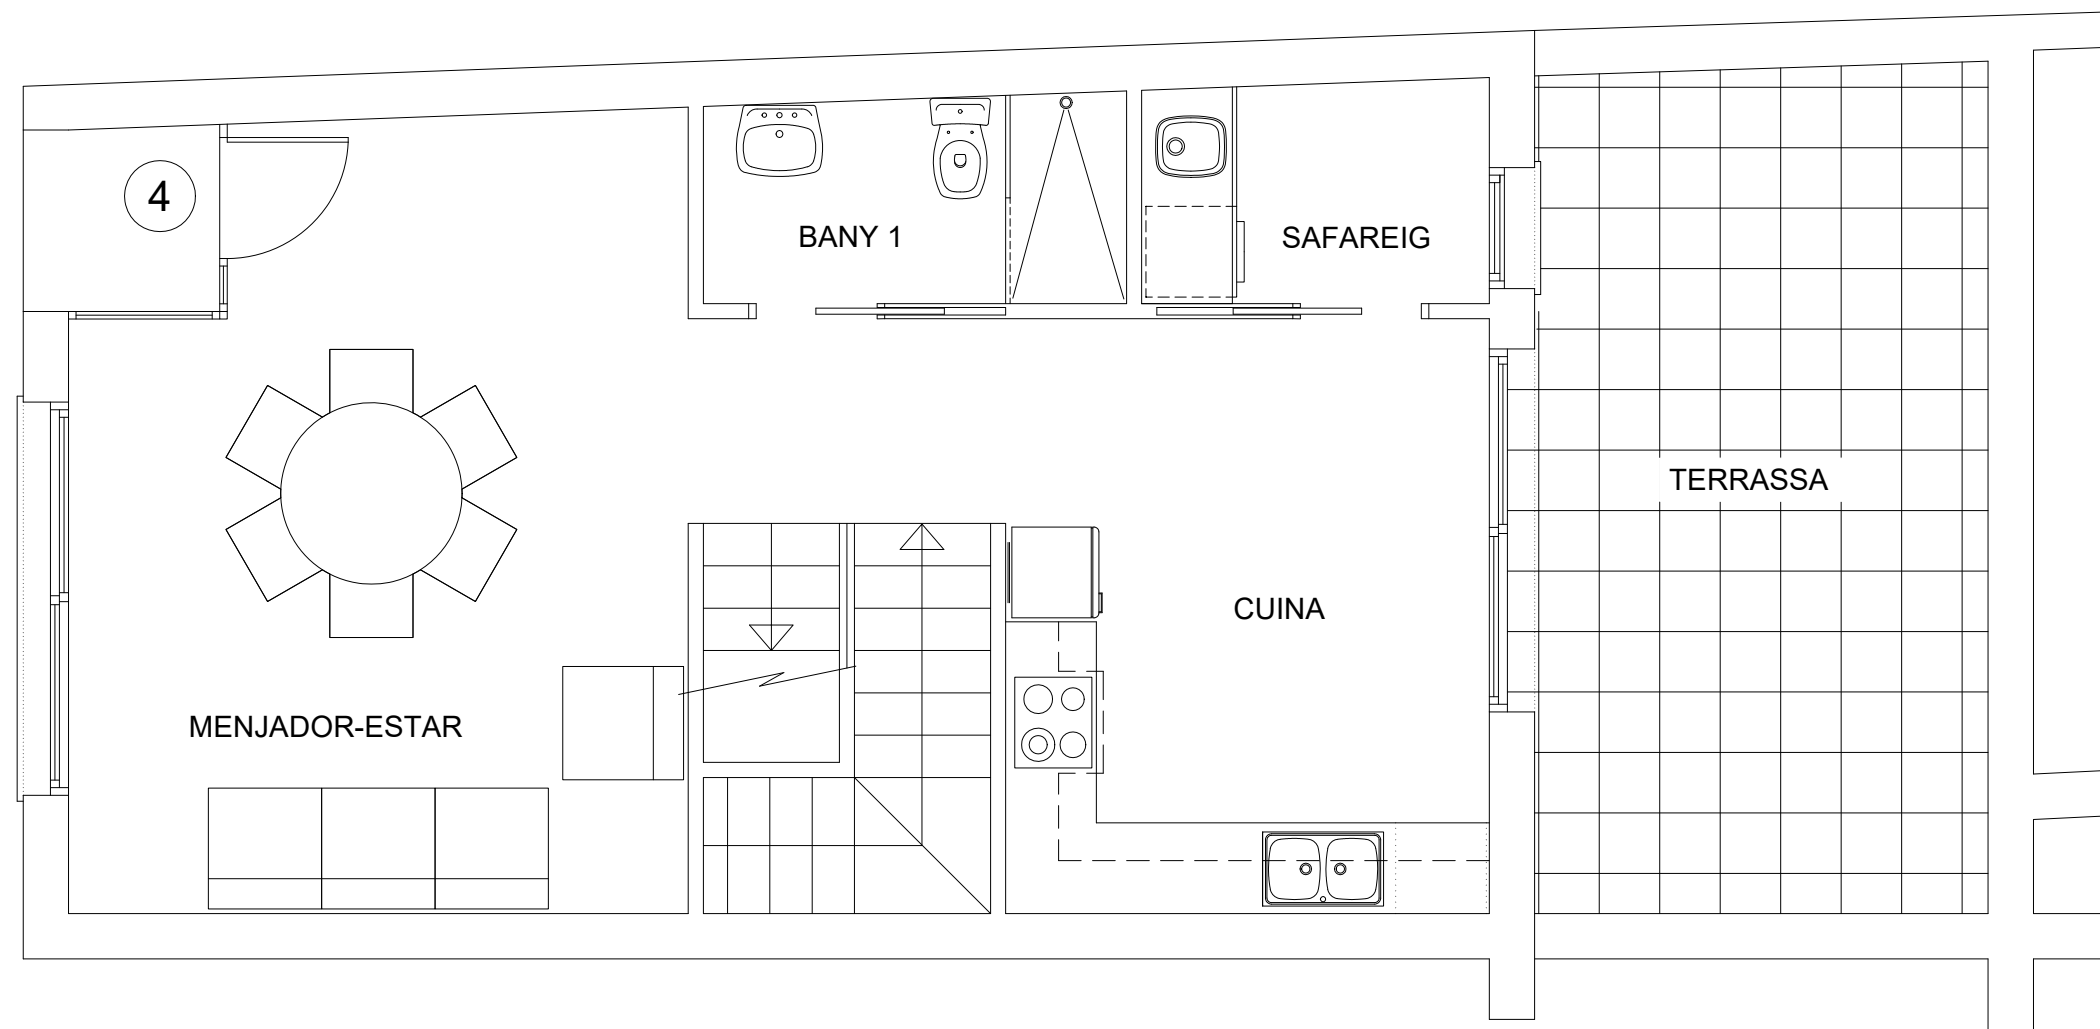 4
BANY 1
SAFAREIG
TERRASSA
CUINA
MENJADOR-ESTAR